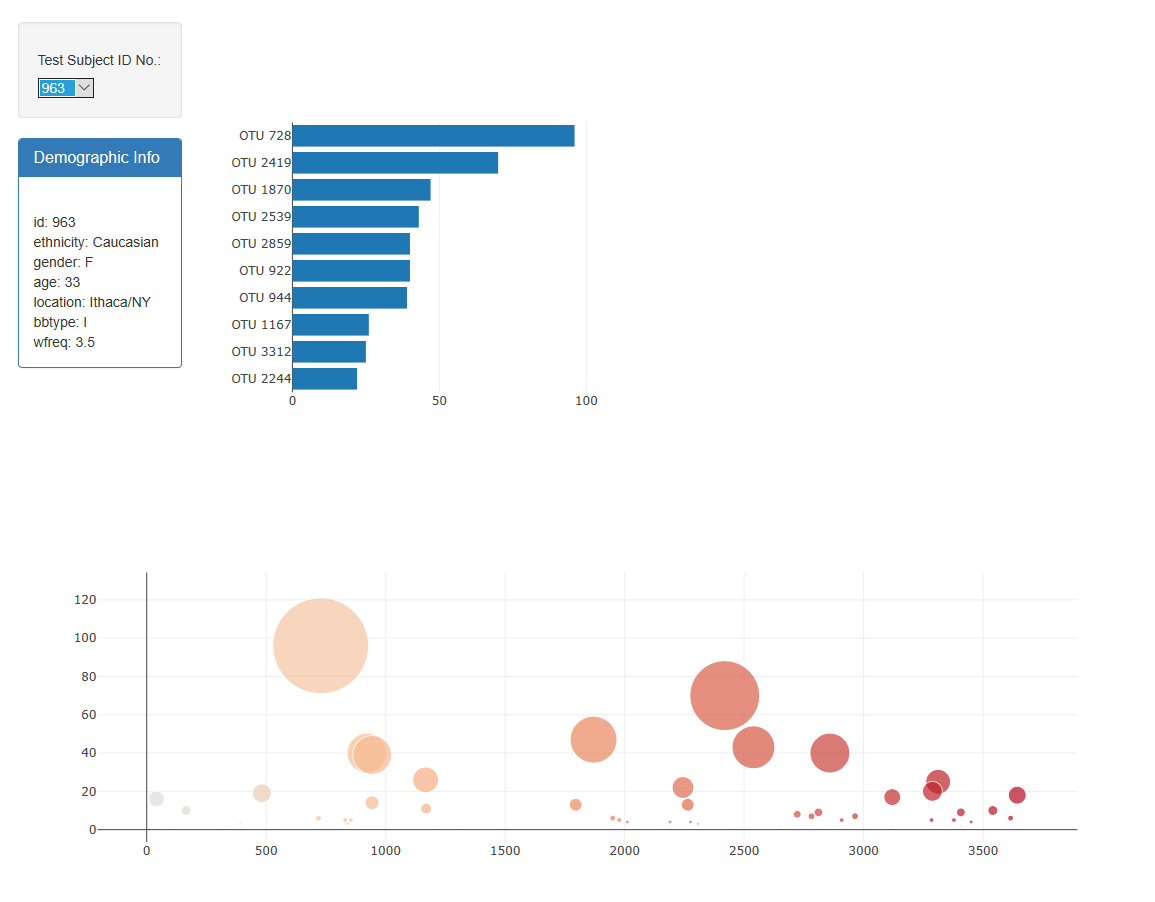 Test Subject ID No.:
963
Demographic Info
id: 963
ethnicity: Caucasian
gender: F
age: 33
location: Ithaca/NY
bbtype: I
wfreq: 3.5
OTU 728
OTU 2419
OTU 1870
OTU 2539
OTU 2859
OTU 922
OTU 944
OTU 1167
OTU 3312
OTU 2244
0 50 100
120
100
80
60
40
20
0
0 500 1000 1500 2000 2500 3000 3500